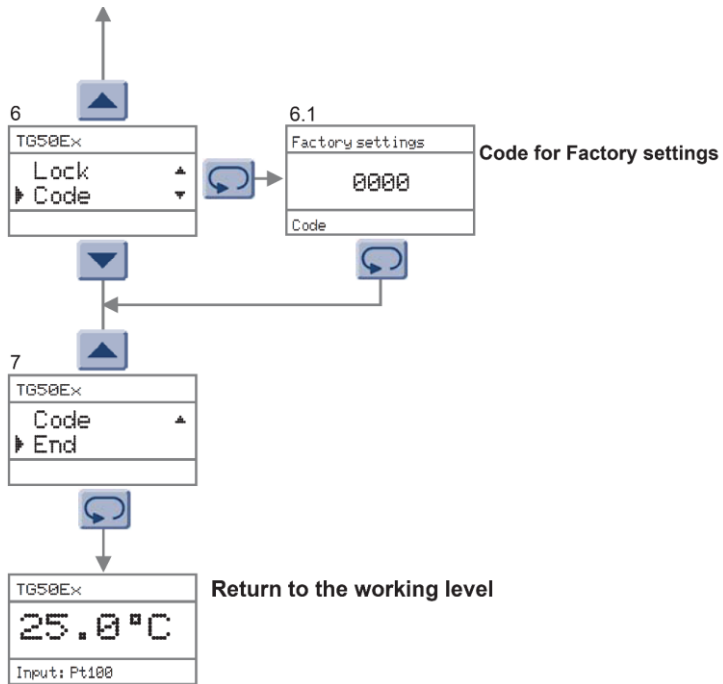 6
TG50Ex
Lock
Code
6.1
Factory settings
0000
Code
Code for Factory settings
7
TG50Ex
Code
End
TG50Ex
25.0°C
Input: Pt100
Return to the working level